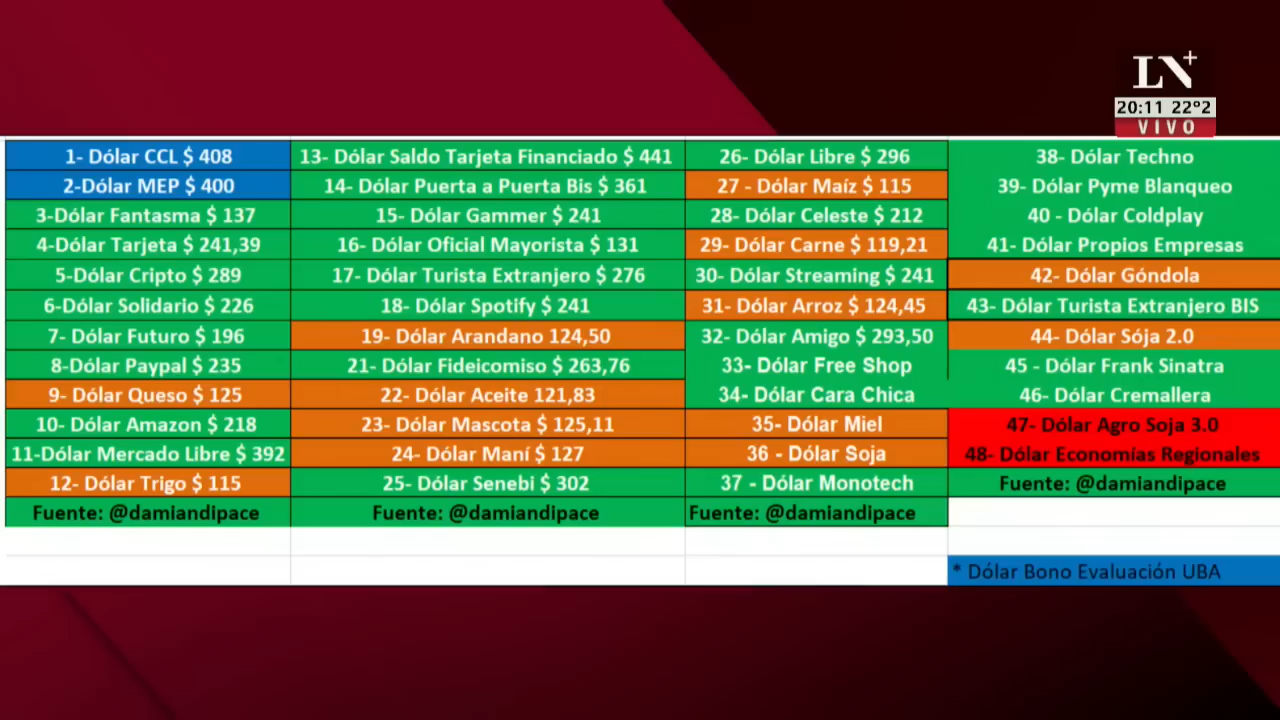 LN+
20:11 22º2
VIVO
1- Dólar CCL $ 408
2-Dólar MEP $ 400
3-Dólar Fantasma $ 137
4-Dólar Tarjeta $ 241,39
5-Dólar Cripto $ 289
6-Dólar Solidario $ 226
7- Dólar Futuro $ 196
8-Dólar Paypal $ 235
9- Dólar Queso $ 125
10- Dólar Amazon $ 218
11-Dólar Mercado Libre $ 392
12- Dólar Trigo $ 115
Fuente: @damiandipace
13- Dólar Saldo Tarjeta Financiado $ 441
14- Dólar Puerta a Puerta Bis $ 361
15- Dólar Gammer $ 241
16- Dólar Oficial Mayorista $ 131
17- Dólar Turista Extranjero $ 276
18- Dólar Spotify $ 241
19- Dólar Arandano 124,50
21- Dólar Fideicomiso $ 263,76
22- Dólar Aceite 121,83
23- Dólar Mascota $ 125,11
24- Dólar Maní $ 127
25- Dólar Senebi $ 302
Fuente: @damiandipace
26- Dólar Libre $ 296
27 - Dólar Maíz $ 115
28- Dólar Celeste $ 212
29- Dólar Carne $ 119,21
30- Dólar Streaming $ 241
31- Dólar Arroz $ 124,45
32- Dólar Amigo $ 293,50
33- Dólar Free Shop
34- Dólar Cara Chica
35- Dólar Miel
36 - Dólar Soja
37 - Dólar Monotech
Fuente: @damiandipace
38- Dólar Techno
39- Dólar Pyme Blanqueo
40 - Dólar Coldplay
41- Dólar Propios Empresas
42- Dólar Góndola
43- Dólar Turista Extranjero BIS
44- Dólar Sója 2.0
45 - Dólar Frank Sinatra
46- Dólar Cremallera
47- Dólar Agro Soja 3.0
48- Dólar Economías Regionales
Fuente: @damiandipace
* Dólar Bono Evaluación UBA